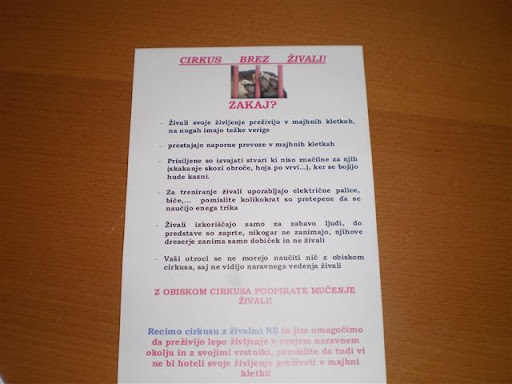 CIRKUS BREZ ŽIVALI!
ZAKAJ?
- Živali svoje življenje preživijo v majhnih kletkah,
na nogah imajo težke verige
- prestajajo naporne prevoze v majhnih kletkah
- Prisiljene so izvajati stvari ki niso značilne za njih
(skakanje skozi obroče, hoja po vrvi...), ker se bojijo
hude kazni.
- Za treniranje živali uporabljajo električne palice,
biče,... pomislite kolikokrat so pretepene da se
naučijo enega trika
- Živali izkoriščajo samo za zabavo ljudi, do
predstave so zaprte, nikogar ne zanimajo, njihove
dreserje zanima samo dobiček in ne živali
- Vaši otroci se ne morejo naučiti nič z obiskom
cirkusa, saj ne vidijo naravnega vedenja živali
Z OBISKOM CIRKUSA PODPIRATE MUČENJE
ŽIVALI!
Recimo cirkusu z živalmi NE in jim omogočimo
da preživijo lepo življenje v svojem naravnem
okolju in z svojimi vrstniki, pomislite da tudi vi
ne bi hoteli svoje življenje preživeti v majhni
kletki!